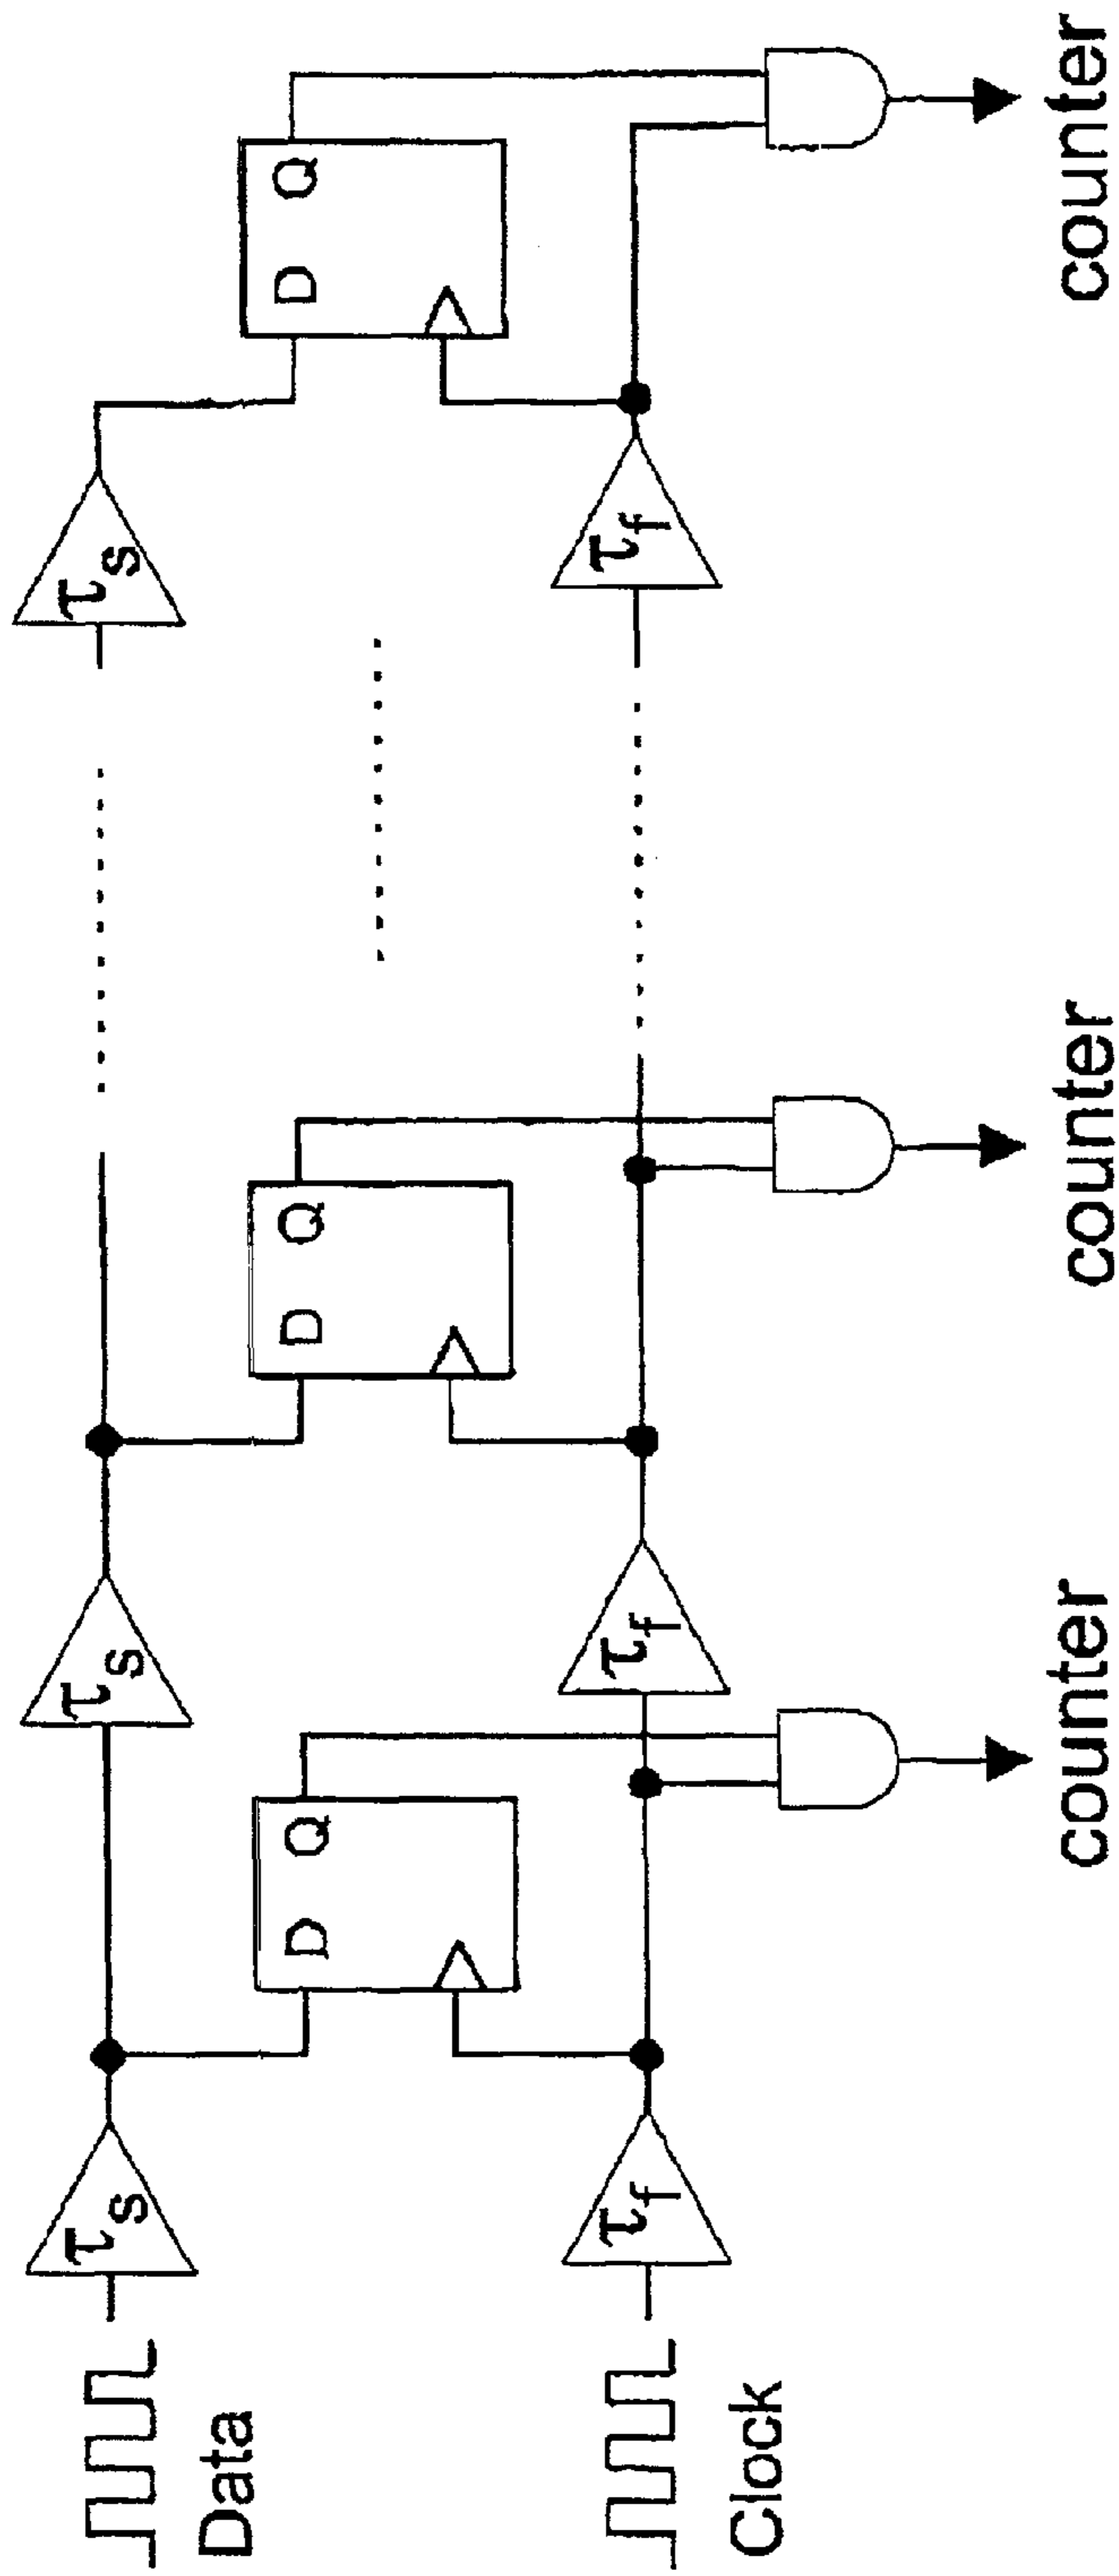 Data
τs
τs
τs
D Q
D Q
D Q
Clock
τf
τf
τf
counter
counter
counter